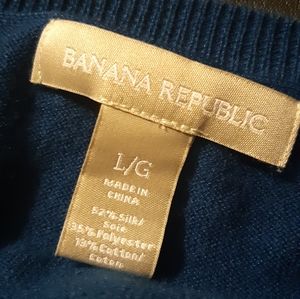 BANANA REPUBLIC
L/G
MADE IN
CHINA
52% Silk/
Soie
35% Polyester
13% Cotton/
Coton